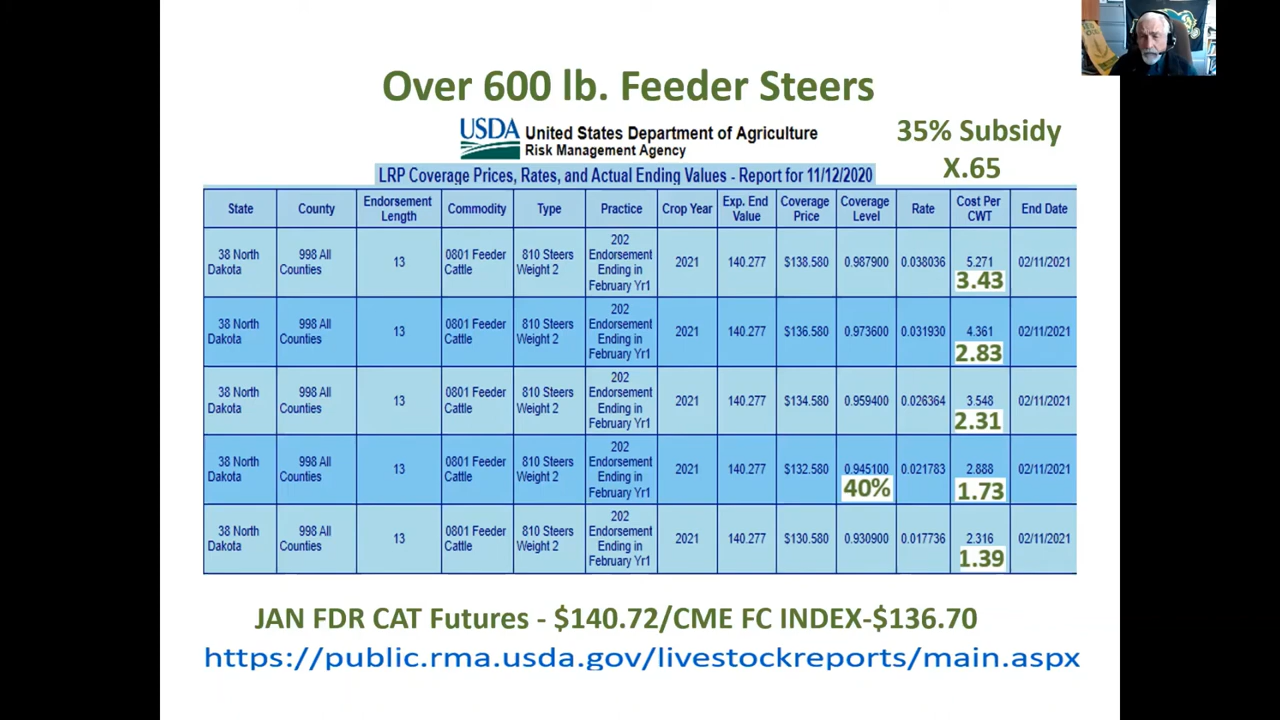 Over 600 lb. Feeder Steers
USDA United States Department of Agriculture
Risk Management Agency
35% Subsidy
X.65
LRP Coverage Prices, Rates, and Actual Ending Values - Report for 11/12/2020
State County Endorsement Length Commodity Type Practice Crop Year Exp. End Value Coverage Price Coverage Level Rate Cost Per CWT End Date
38 North Dakota 998 All Counties 13 0801 Feeder Cattle 810 Steers Weight 2 202 Endorsement Ending in February Yr1 2021 140.277 $138.580 0.987900 0.038036 5.271 3.43 02/11/2021
38 North Dakota 998 All Counties 13 0801 Feeder Cattle 810 Steers Weight 2 202 Endorsement Ending in February Yr1 2021 140.277 $136.580 0.973600 0.031930 4.361 2.83 02/11/2021
38 North Dakota 998 All Counties 13 0801 Feeder Cattle 810 Steers Weight 2 202 Endorsement Ending in February Yr1 2021 140.277 $134.580 0.959400 0.026364 3.548 2.31 02/11/2021
38 North Dakota 998 All Counties 13 0801 Feeder Cattle 810 Steers Weight 2 202 Endorsement Ending in February Yr1 2021 140.277 $132.580 0.945100 40% 0.021783 2.888 1.73 02/11/2021
38 North Dakota 998 All Counties 13 0801 Feeder Cattle 810 Steers Weight 2 202 Endorsement Ending in February Yr1 2021 140.277 $130.580 0.930900 0.017736 2.316 1.39 02/11/2021
JAN FDR CAT Futures - $140.72/CME FC INDEX-$136.70
https://public.rma.usda.gov/livestockreports/main.aspx